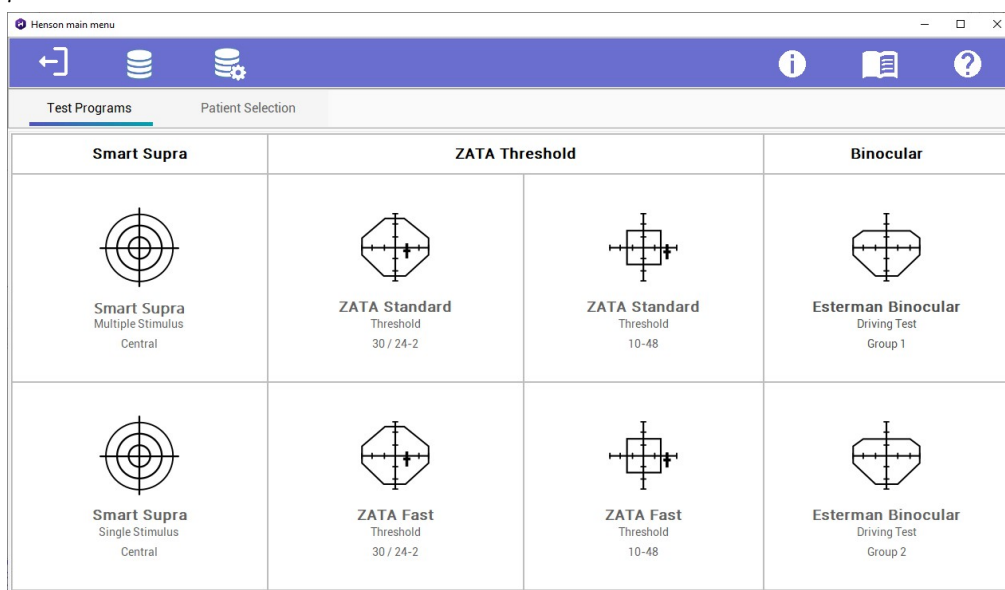 Henson main menu
Test Programs Patient Selection
Smart Supra ZATA Threshold Binocular
Smart Supra
Multiple Stimulus
Central
ZATA Standard
Threshold
30 / 24-2
ZATA Standard
Threshold
10-48
Esterman Binocular
Driving Test
Group 1
Smart Supra
Single Stimulus
Central
ZATA Fast
Threshold
30 / 24-2
ZATA Fast
Threshold
10-48
Esterman Binocular
Driving Test
Group 2